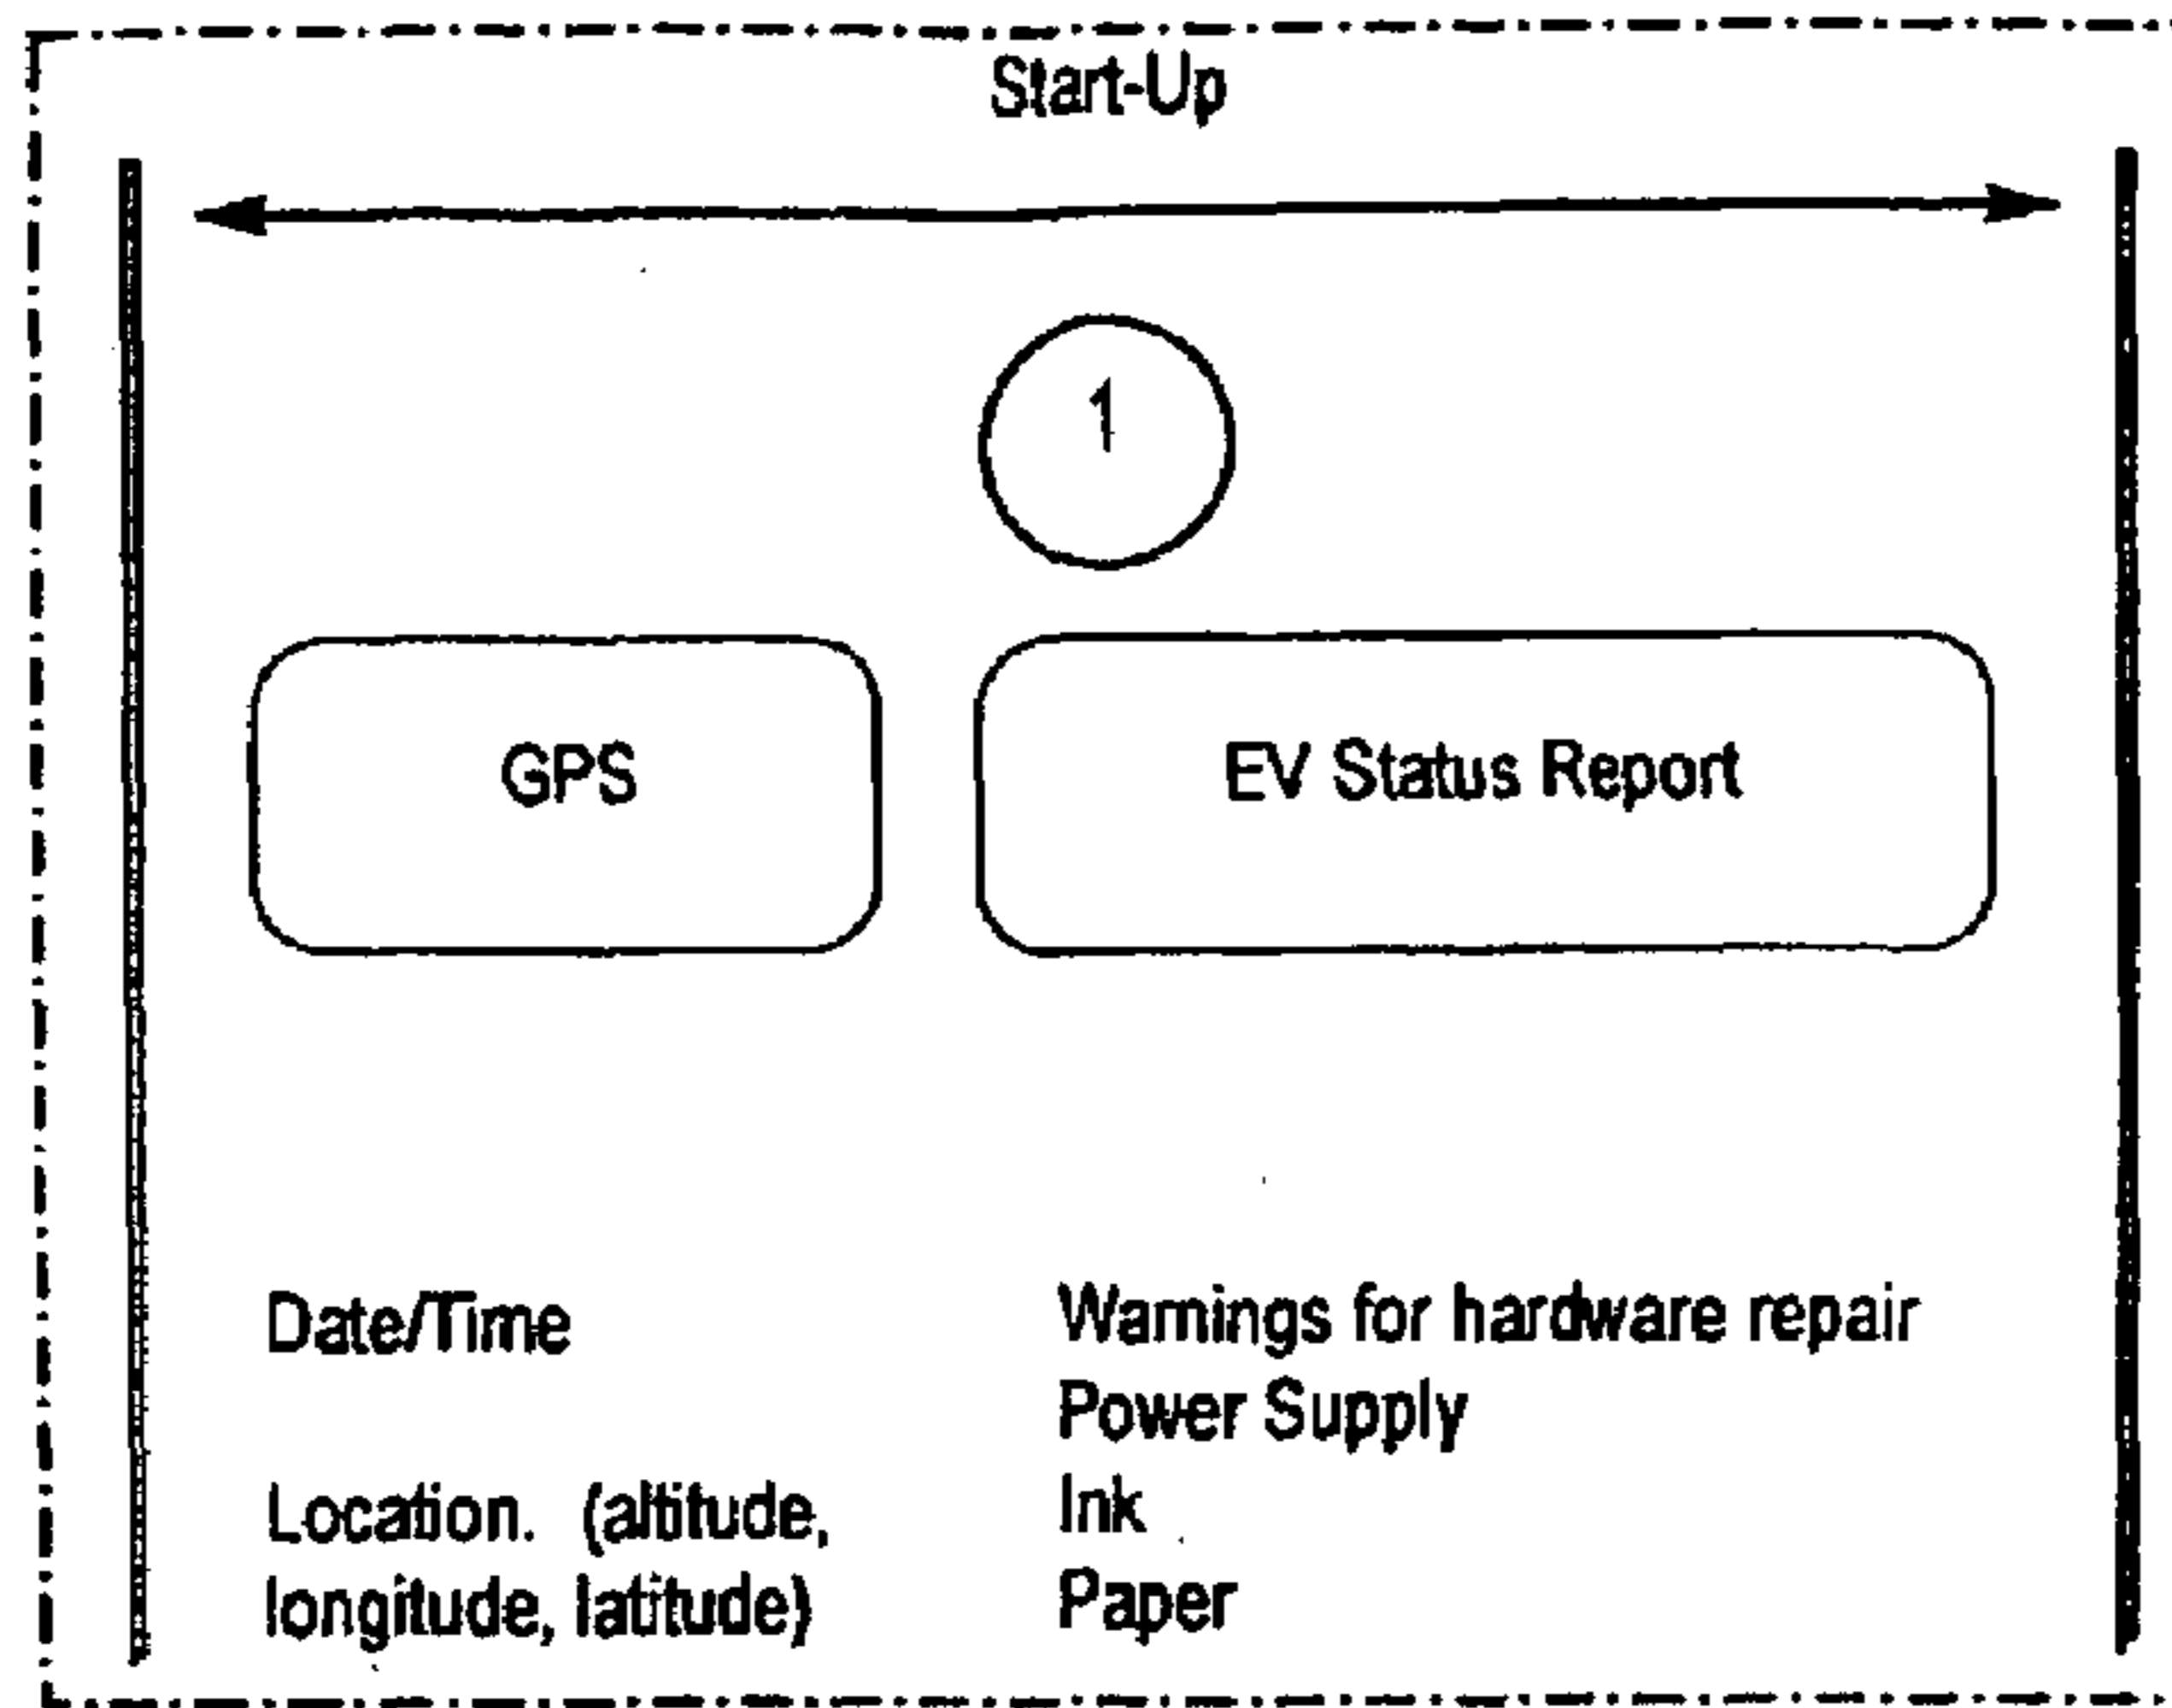 Start-Up
1
GPS
EV Status Report
Date/Time
Location. (altitude,
longitude, latitude)
Warnings for hardware repair
Power Supply
Ink
Paper